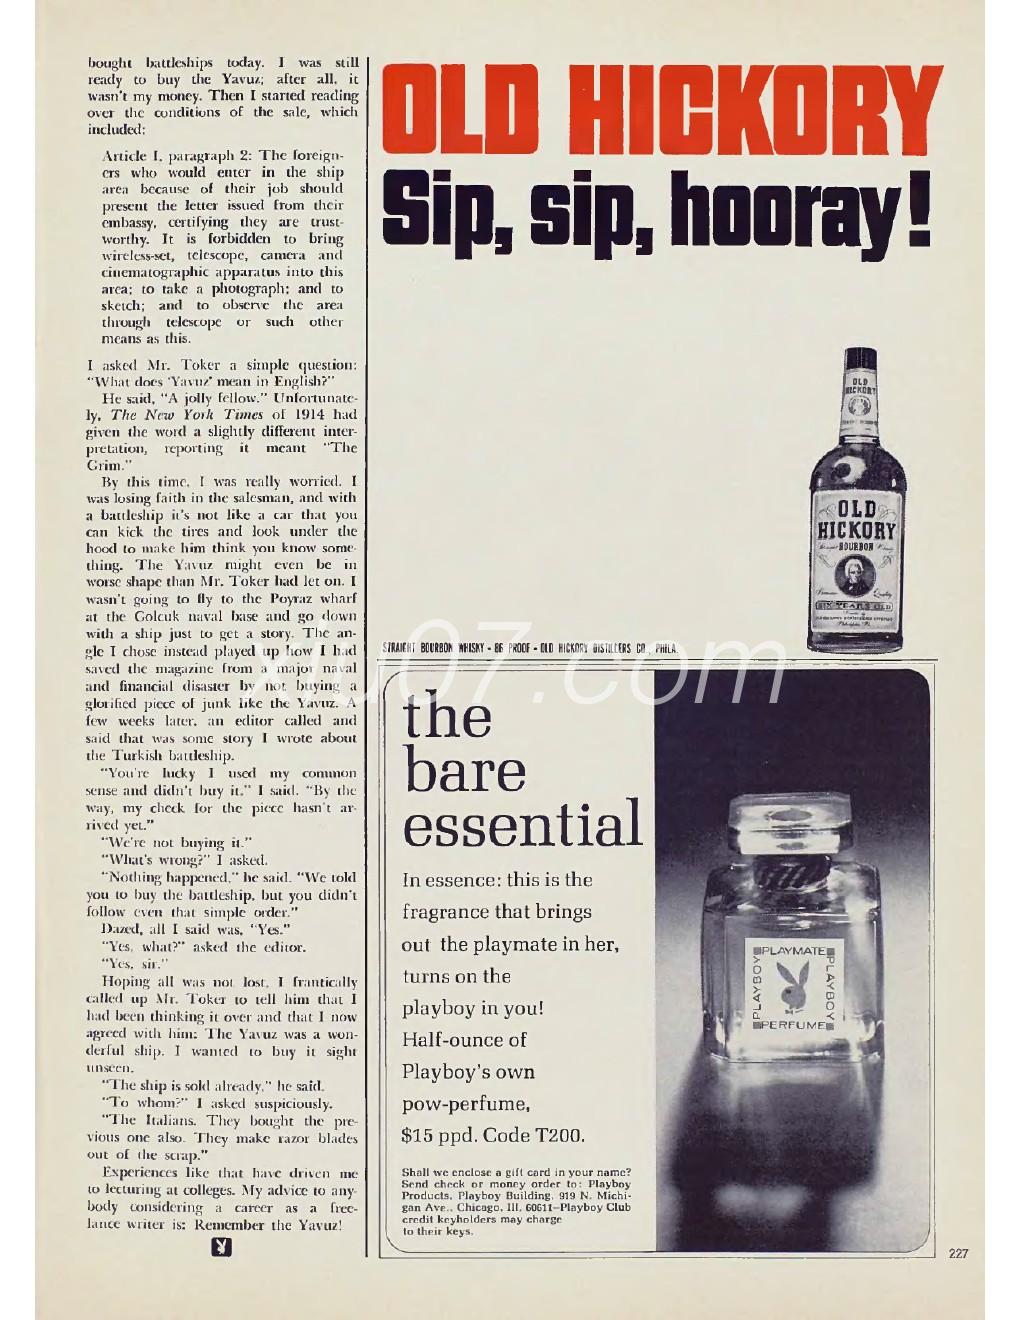 bought battleships today. I was still
ready to buy the Yavuz; after all, it
wasn't my money. Then I started reading
over the conditions of the sale, which
included:
Article I, paragraph 2: The foreign-
ers who would enter in the ship
area because of their job should
present the letter issued from their
embassy, certifying they are trust-
worthy. It is forbidden to bring
wireless-set, telescope, camera and
cinematographic apparatus into this
area; to take a photograph; and to
sketch; and to observe the area
through telescope or such other
means as this.
I asked Mr. Toker a simple question:
"What does 'Yavuz' mean in English?"
He said, "A jolly fellow." Unfortunate-
ly, The New York Times of 1914 had
given the word a slightly different inter-
pretation, reporting it meant "The
Grim."
By this time, I was really worried. I
was losing faith in the salesman, and with
a battleship it's not like a car that you
can kick the tires and look under the
hood to make him think you know some-
thing. The Yavuz might even be in
worse shape than Mr. Toker had let on. I
wasn't going to fly to the Poyraz wharf
at the Golcuk naval base and go down
with a ship just to get a story. The an-
gle I chose instead played up how I had
saved the magazine from a major naval
and financial disaster by not buying a
glorified piece of junk like the Yavuz. A
few weeks later, an editor called and
said that was some story I wrote about
the Turkish battleship.
"You're lucky I used my common
sense and didn't buy it," I said. "By the
way, my check for the piece hasn't ar-
rived yet."
"We're not buying it."
"What's wrong?" I asked.
"Nothing happened," he said. "We told
you to buy the battleship, but you didn't
follow even that simple order."
Dazed, all I said was, "Yes."
"Yes, what?" asked the editor.
"Yes, sir."
Hoping all was not lost, I frantically
called up Mr. Toker to tell him that I
had been thinking it over and that I now
agreed with him: The Yavuz was a won-
derful ship. I wanted to buy it sight
unseen.
"The ship is sold already," he said.
"To whom?" I asked suspiciously.
"The Italians. They bought the pre-
vious one also. They make razor blades
out of the scrap."
Experiences like that have driven me
to lecturing at colleges. My advice to any-
body considering a career as a free-
lance writer is: Remember the Yavuz!
OLD HICKORY
Sip, sip, hooray!
OLD
HICKORY
OLD
HICKORY
BOURBON
SIX YEARS OLD
STRAIGHT BOURBON WHISKY - 86 PROOF - OLD HICKORY DISTILLERS CO., PHILA.
the
bare
essential
In essence: this is the
fragrance that brings
out the playmate in her,
turns on the
playboy in you!
Half-ounce of
Playboy's own
pow-perfume,
$15 ppd. Code T200.
Shall we enclose a gift card in your name?
Send check or money order to: Playboy
Products, Playboy Building, 919 N. Michi-
gan Ave., Chicago, Ill. 60611—Playboy Club
credit keyholders may charge
to their keys.
PLAYMATE
PLAYBOY
PLAYBOY
PERFUME
227
xiu07.com